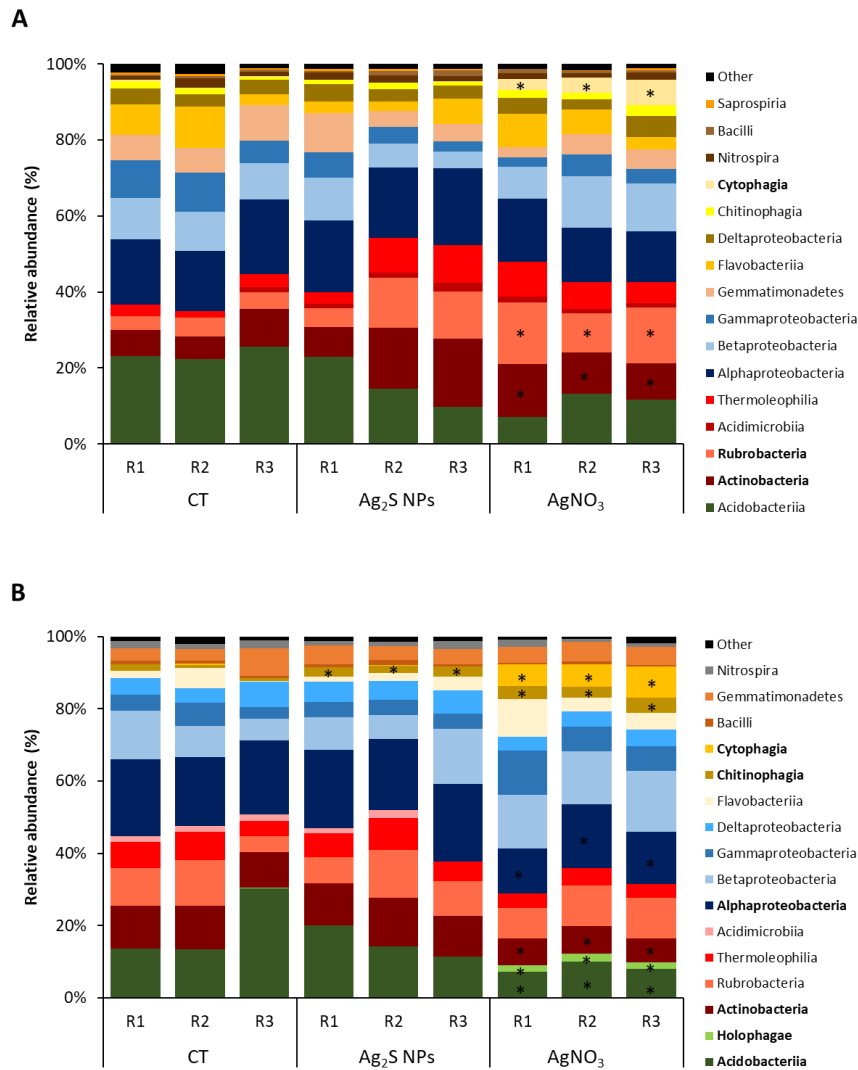 A
Relative abundance (%)
100%
80%
60%
40%
20%
0%
R1 R2 R3 R1 R2 R3 R1 R2 R3
CT Ag₂S NPs AgNO₃
* * *
* * *
* * *
Other
Saprospiria
Bacilli
Nitrospira
Cytophagia
Chitinophagia
Deltaproteobacteria
Flavobacteriia
Gemmatimonadetes
Gammaproteobacteria
Betaproteobacteria
Alphaproteobacteria
Thermoleophilia
Acidimicrobiia
Rubrobacteria
Actinobacteria
Acidobacteriia
B
Relative abundance (%)
100%
80%
60%
40%
20%
0%
R1 R2 R3 R1 R2 R3 R1 R2 R3
CT Ag₂S NPs AgNO₃
* * * * * *
* * *
* * *
* * *
* * *
* * *
Other
Nitrospira
Gemmatimonadetes
Bacilli
Cytophagia
Chitinophagia
Flavobacteriia
Deltaproteobacteria
Gammaproteobacteria
Betaproteobacteria
Alphaproteobacteria
Acidimicrobiia
Thermoleophilia
Rubrobacteria
Actinobacteria
Holophagae
Acidobacteriia